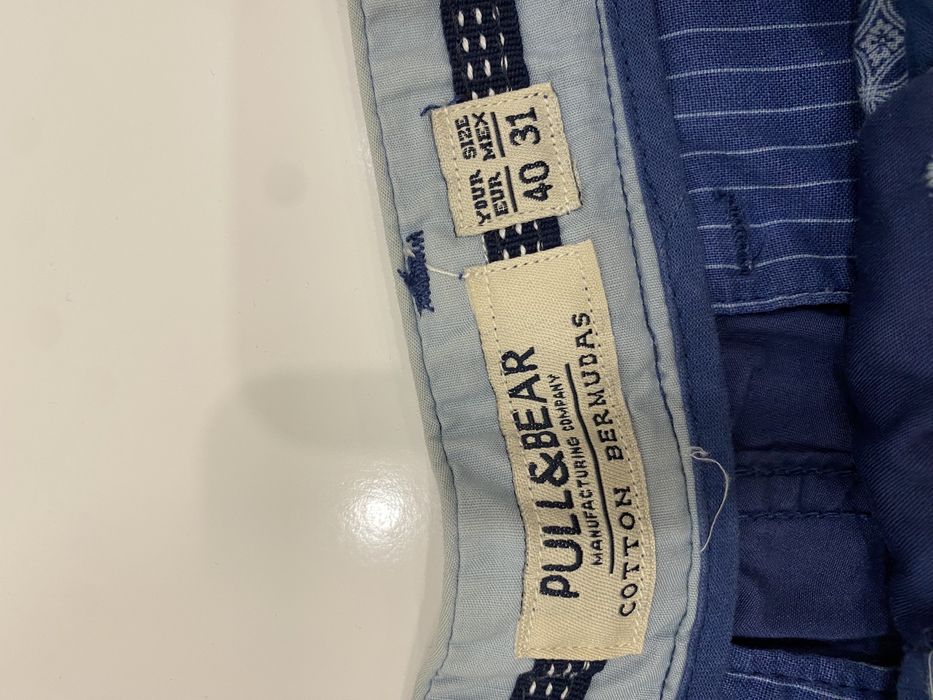 YOUR SIZE
EUR MEX
40 31
PULL&BEAR
MANUFACTURING COMPANY
COTTON BERMUDAS